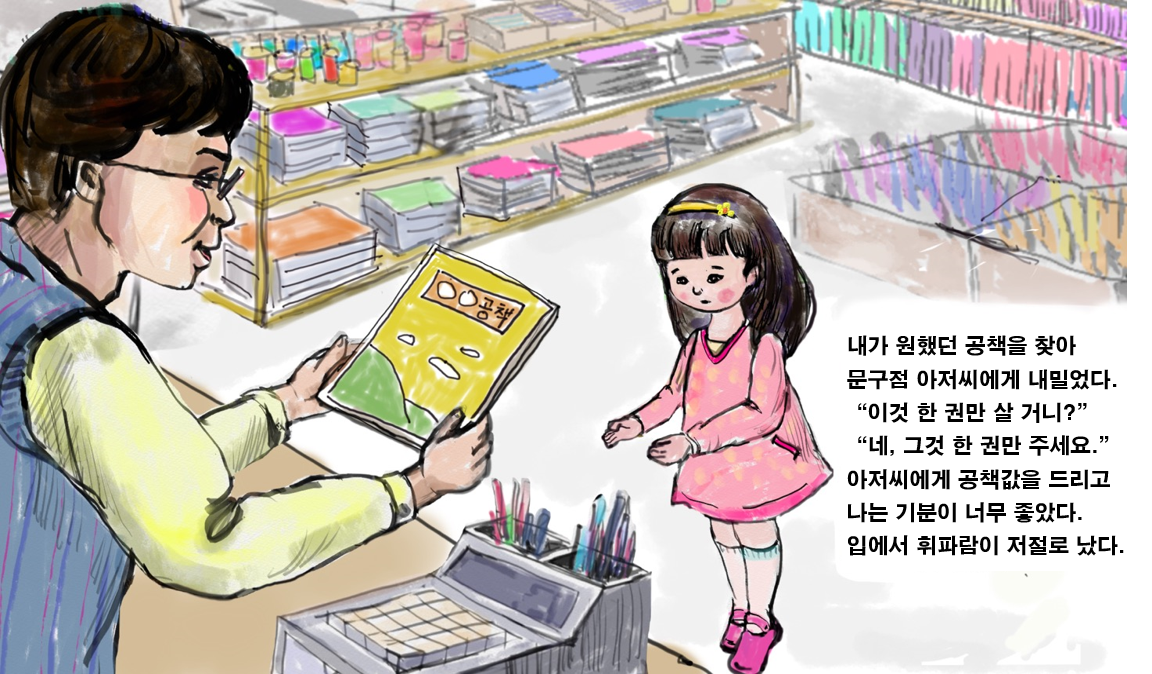 ○○공책
내가 원했던 공책을 찾아
문구점 아저씨에게 내밀었다.
“이것 한 권만 살 거니?”
“네, 그것 한 권만 주세요.”
아저씨에게 공책값을 드리고
나는 기분이 너무 좋았다.
입에서 휘파람이 저절로 났다.